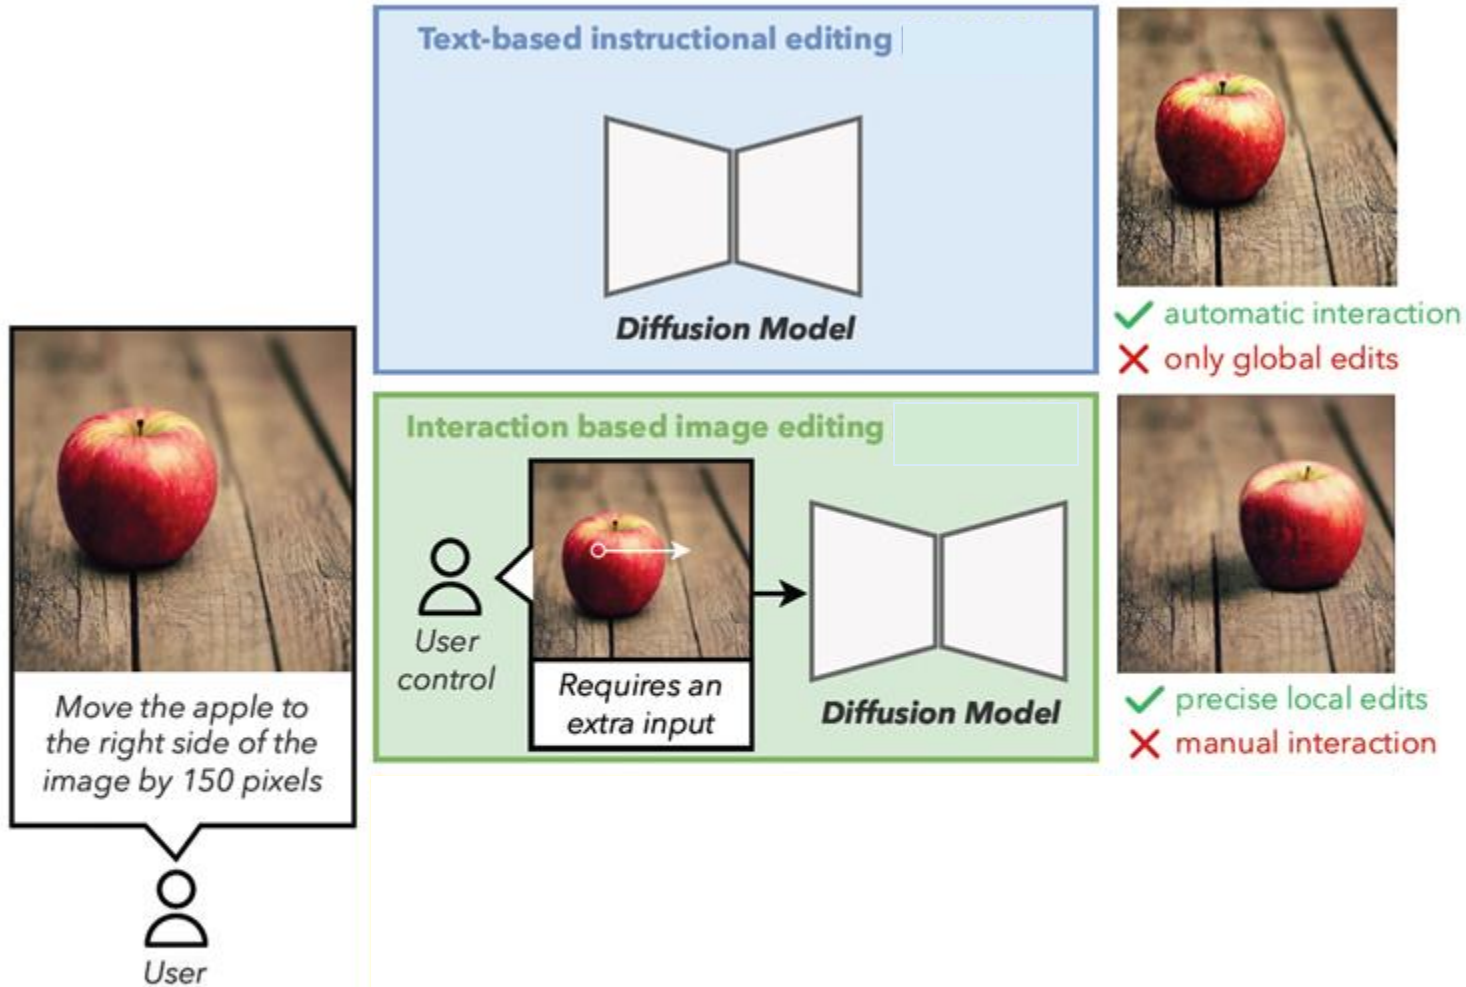 Text-based instructional editing
Diffusion Model
✓ automatic interaction
✕ only global edits
Interaction based image editing
User
control
Requires an
extra input
Diffusion Model
✓ precise local edits
✕ manual interaction
Move the apple to
the right side of the
image by 150 pixels
User